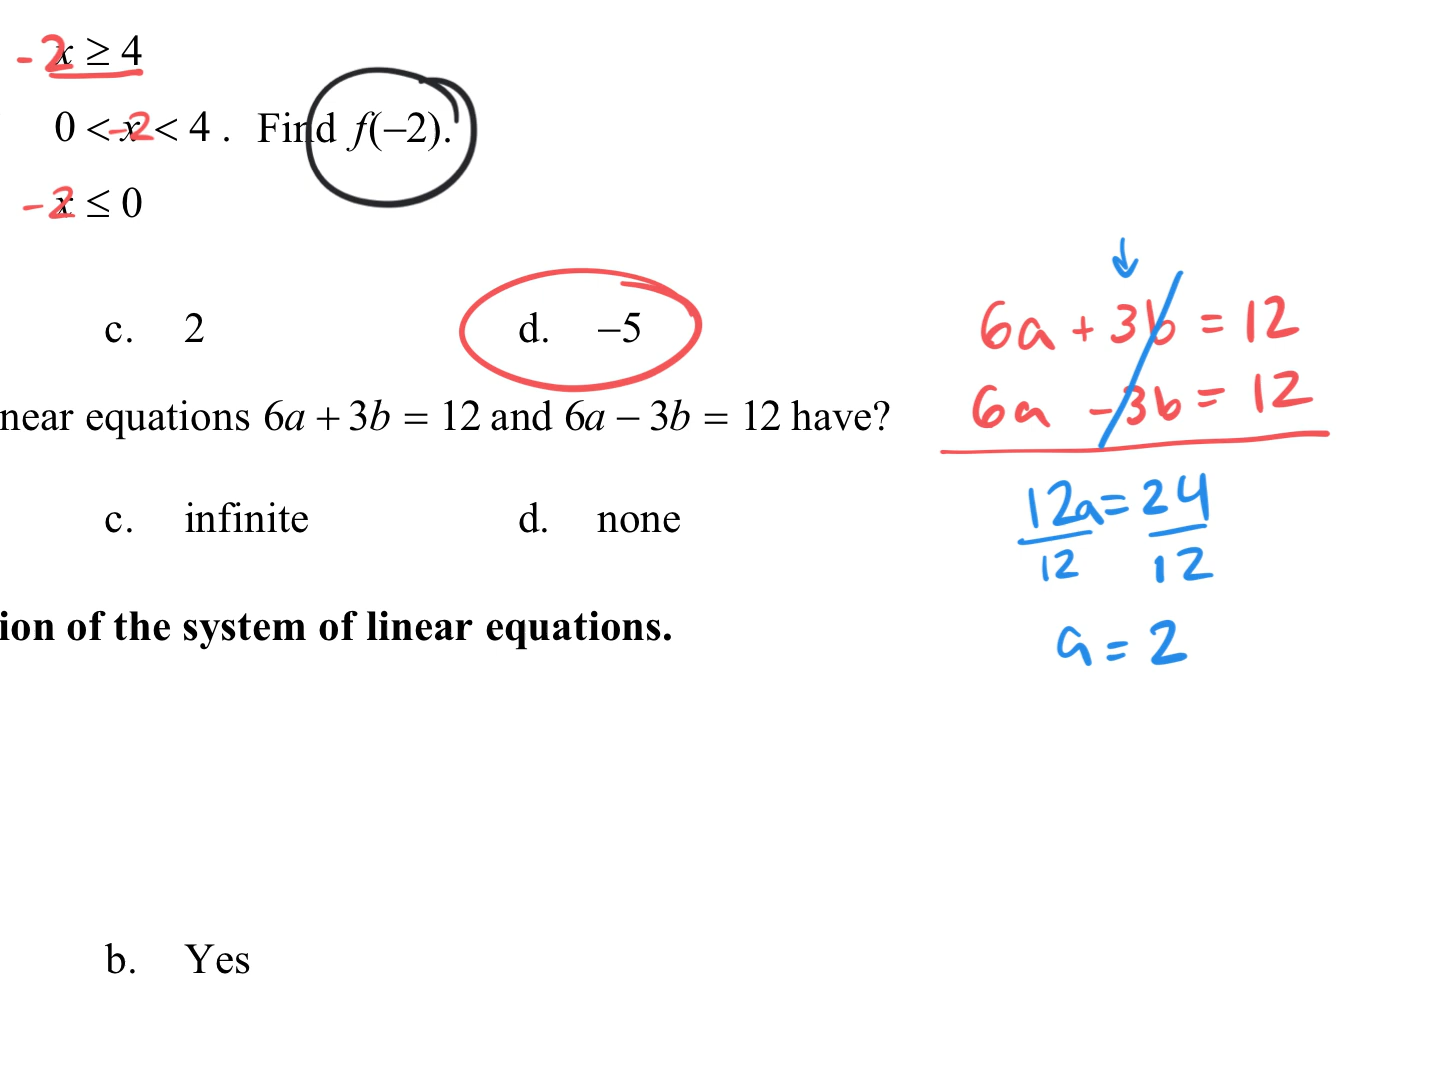 -2 x ≥ 4
0 < -2 x < 4 . Find f(–2).
-2 x ≤ 0
c. 2 d. –5
near equations 6a + 3b = 12 and 6a – 3b = 12 have?
c. infinite d. none
ion of the system of linear equations.
b. Yes
6a + 3b = 12
6a - 3b = 12
12a = 24
12 12
a = 2